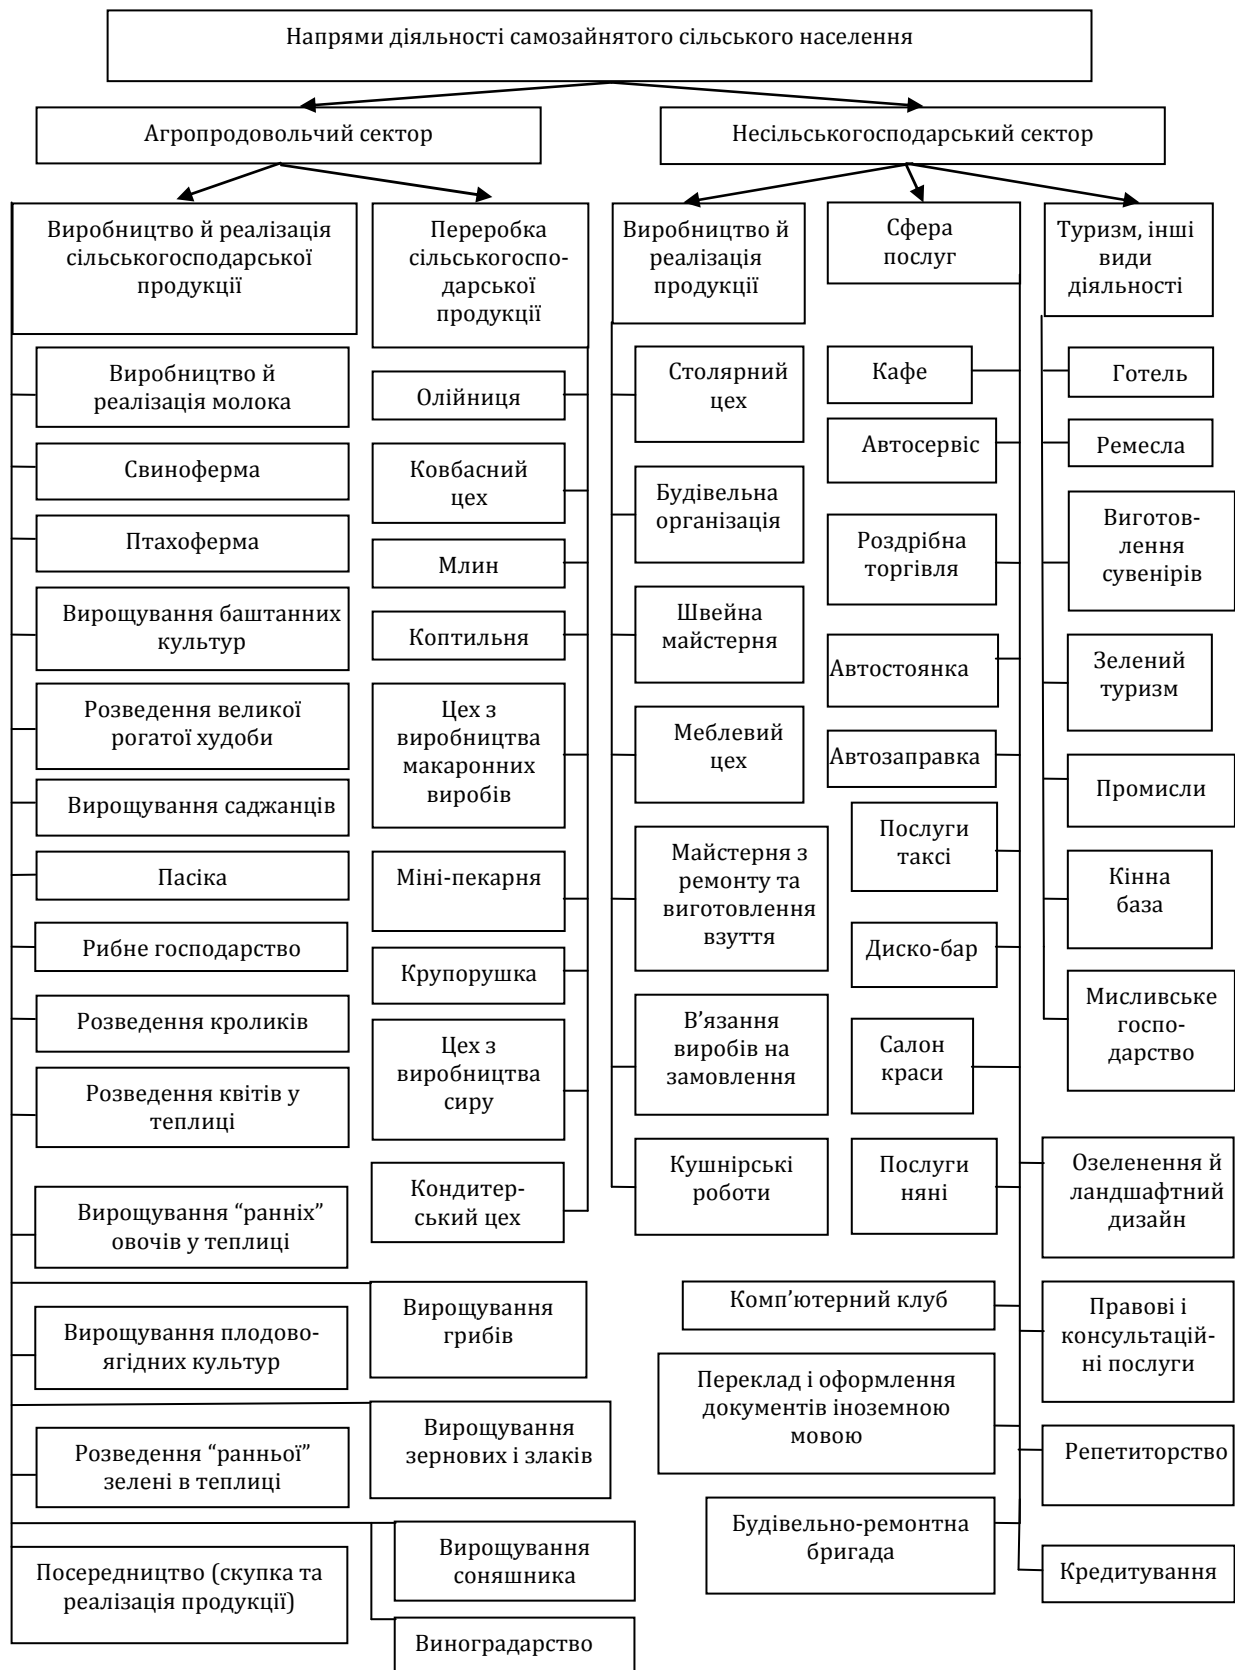 Напрями діяльності самозайнятого сільського населення
Агропродовольчий сектор
Несільськогосподарський сектор
Виробництво й реалізація
сільськогосподарської
продукції
Переробка
сільськогоспо-
дарської
продукції
Виробництво й
реалізація
продукції
Сфера
послуг
Туризм, інші
види
діяльності
Виробництво й
реалізація молока
Свиноферма
Птахоферма
Вирощування баштанних
культур
Розведення великої
рогатої худоби
Вирощування саджанців
Пасіка
Рибне господарство
Розведення кроликів
Розведення квітів у
теплиці
Вирощування “ранніх”
овочів у теплиці
Вирощування плодово-
ягідних культур
Розведення “ранньої”
зелені в теплиці
Посередництво (скупка та
реалізація продукції)
Олійниця
Ковбасний
цех
Млин
Коптильня
Цех з
виробництва
макаронних
виробів
Міні-пекарня
Крупорушка
Цех з
виробництва
сиру
Кондитер-
ський цех
Вирощування
грибів
Вирощування
зернових і злаків
Вирощування
соняшника
Виноградарство
Столярний
цех
Будівельна
організація
Швейна
майстерня
Меблевий
цех
Майстерня з
ремонту та
виготовлення
взуття
В’язання
виробів на
замовлення
Кушнірські
роботи
Кафе
Автосервіс
Роздрібна
торгівля
Автостоянка
Автозаправка
Послуги
таксі
Диско-бар
Салон
краси
Послуги
няні
Комп’ютерний клуб
Переклад і оформлення
документів іноземною
мовою
Будівельно-ремонтна
бригада
Готель
Ремесла
Виготов-
лення
сувенірів
Зелений
туризм
Промисли
Кінна
база
Мисливське
госпо-
дарство
Озеленення й
ландшафтний
дизайн
Правові і
консультацій-
ні послуги
Репетиторство
Кредитування